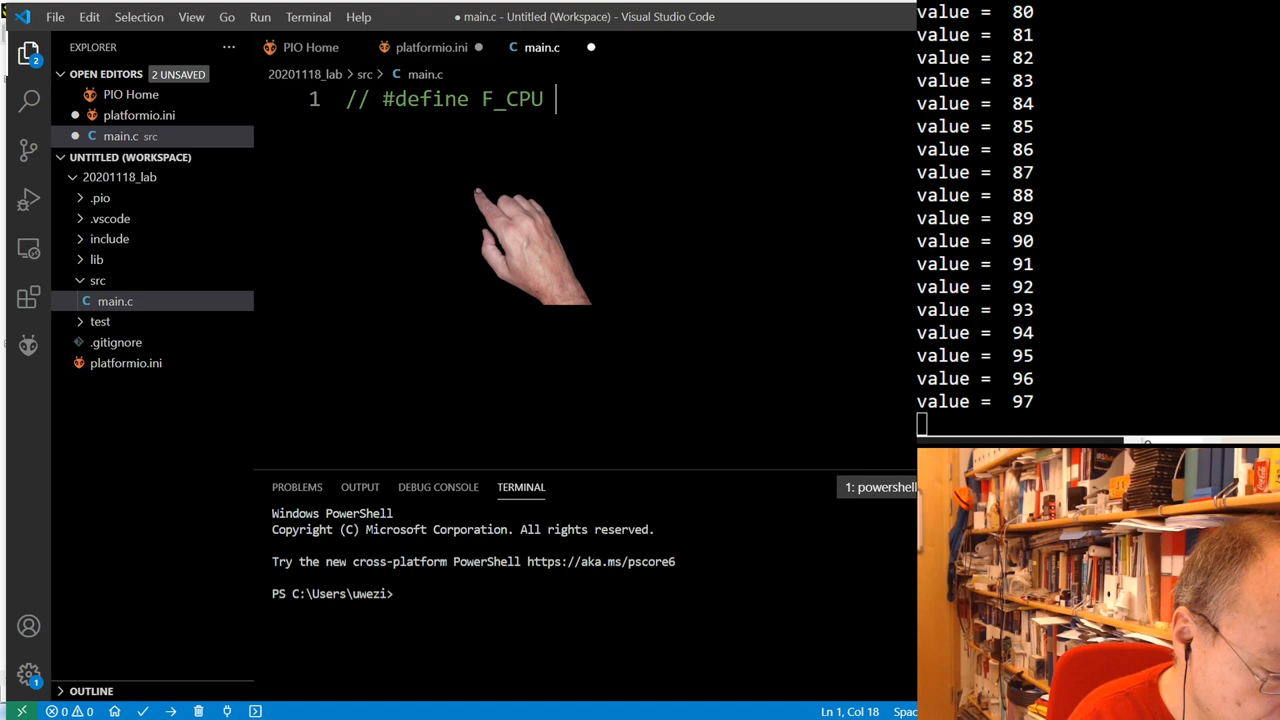 File Edit Selection View Go Run Terminal Help
● main.c - Untitled (Workspace) - Visual Studio Code
EXPLORER ···
PIO Home
platformio.ini
C main.c
OPEN EDITORS 2 UNSAVED
PIO Home
platformio.ini
C main.c src
UNTITLED (WORKSPACE)
20201118_lab
.pio
.vscode
include
lib
src
C main.c
test
.gitignore
platformio.ini
OUTLINE
2
1
20201118_lab > src > C main.c
1 // #define F_CPU
PROBLEMS OUTPUT DEBUG CONSOLE TERMINAL
1: powershell
Windows PowerShell
Copyright (C) Microsoft Corporation. All rights reserved.
Try the new cross-platform PowerShell https://aka.ms/pscore6
PS C:\Users\uwezi>
0 0
Ln 1, Col 18 Spac
value = 80
value = 81
value = 82
value = 83
value = 84
value = 85
value = 86
value = 87
value = 88
value = 89
value = 90
value = 91
value = 92
value = 93
value = 94
value = 95
value = 96
value = 97